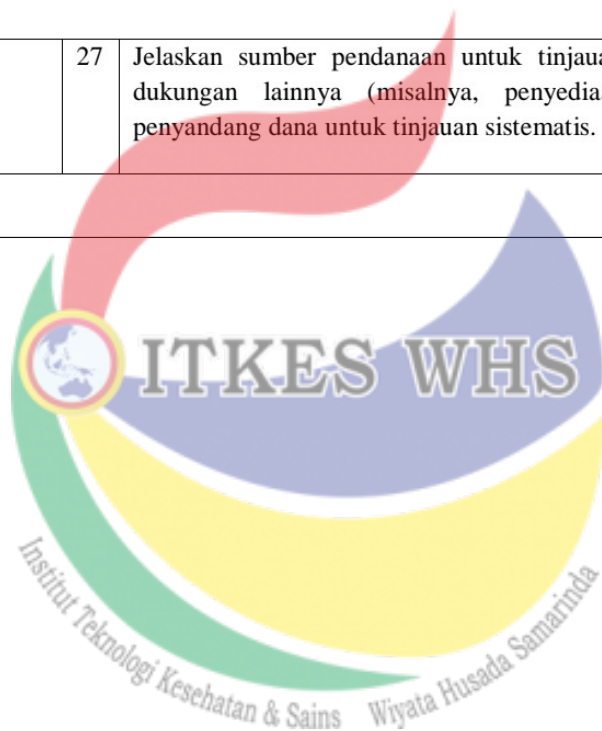 27 Jelaskan sumber pendanaan untuk tinjaua
dukungan lainnya (misalnya, penyedia
penyandang dana untuk tinjauan sistematis.
ITKES WHS
Institut Teknologi Kesehatan & Sains Wiyata Husada Samarinda